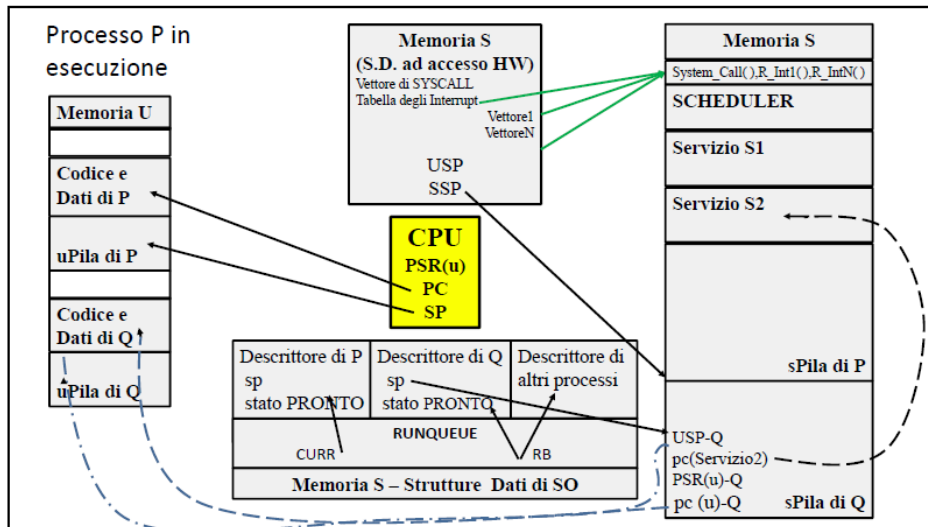 Processo P in
esecuzione
Memoria U
Codice e
Dati di P
uPila di P
Codice e
Dati di Q
uPila di Q
Memoria S
(S.D. ad accesso HW)
Vettore di SYSCALL
Tabella degli Interrupt
Vettore1
VettoreN
USP
SSP
CPU
PSR(u)
PC
SP
Descrittore di P
sp
stato PRONTO
Descrittore di Q
sp
stato PRONTO
Descrittore di
altri processi
RUNQUEUE
CURR
RB
Memoria S – Strutture Dati di SO
Memoria S
System_Call(),R_Int1(),R_IntN()
SCHEDULER
Servizio S1
Servizio S2
sPila di P
USP-Q
pc(Servizio2)
PSR(u)-Q
pc (u)-Q
sPila di Q